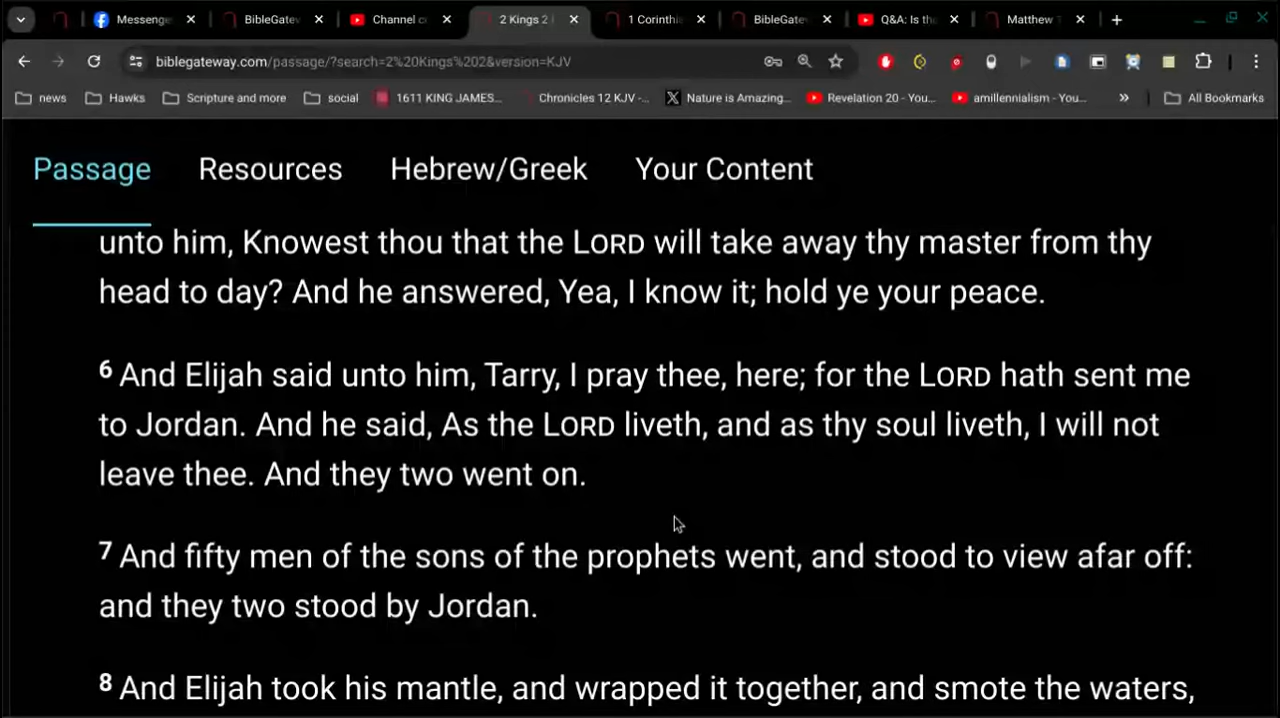 Messenge
BibleGatew
Channel co
2 Kings 2
1 Corinthia
BibleGatew
Q&A: Is the
Matthew
biblegateway.com/passage/?search=2%20Kings%202&version=KJV
news
Hawks
Scripture and more
social
1611 KING JAMES...
Chronicles 12 KJV -...
Nature is Amazing...
Revelation 20 - You...
amillennialism - You...
»
All Bookmarks
Passage
Resources
Hebrew/Greek
Your Content
unto him, Knowest thou that the LORD will take away thy master from thy
head to day? And he answered, Yea, I know it; hold ye your peace.
6 And Elijah said unto him, Tarry, I pray thee, here; for the LORD hath sent me
to Jordan. And he said, As the LORD liveth, and as thy soul liveth, I will not
leave thee. And they two went on.
7 And fifty men of the sons of the prophets went, and stood to view afar off:
and they two stood by Jordan.
8 And Elijah took his mantle, and wrapped it together, and smote the waters,